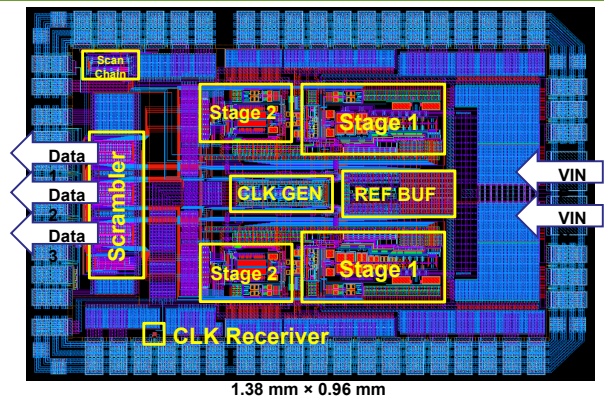 Scan
Chain
Stage 2
Stage 1
Data
1
VIN
Scrambler
Data
2
CLK GEN
REF BUF
VIN
Data
3
Stage 2
Stage 1
CLK Receriver
1.38 mm × 0.96 mm